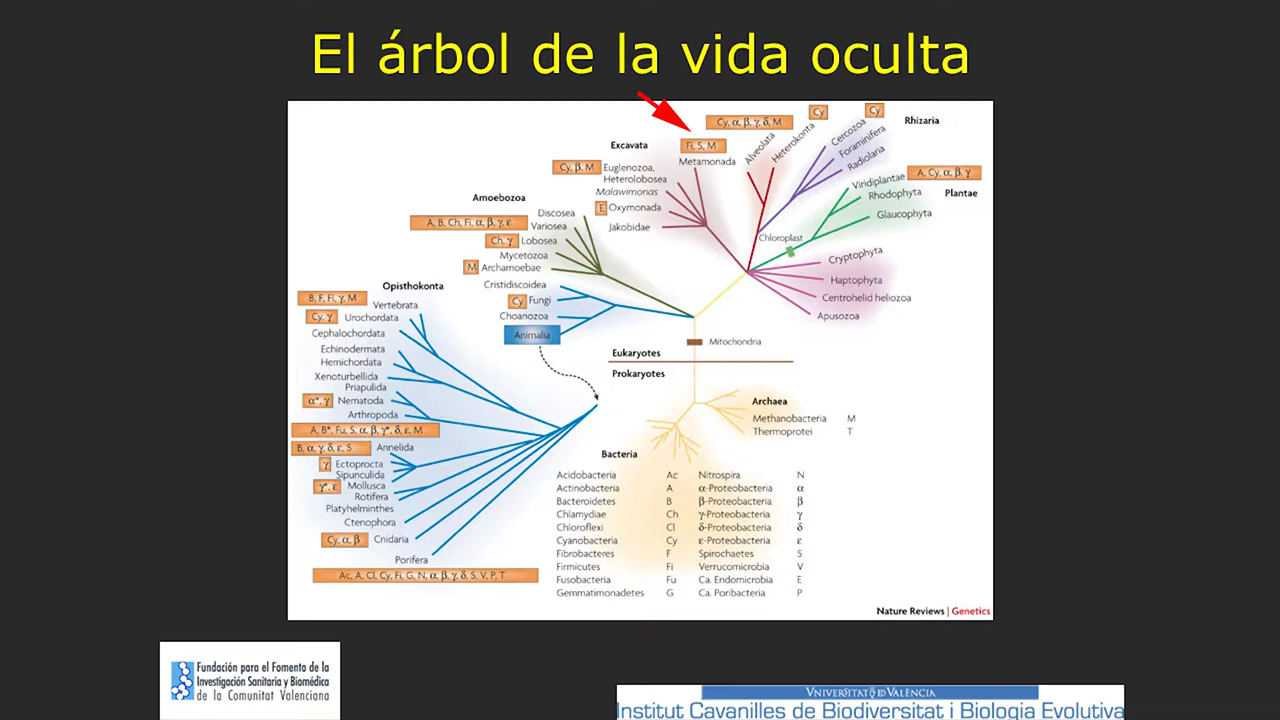 El árbol de la vida oculta
Cy, α, β, γ, δ, M
Cy
Cy
Rhizaria
Excavata
Fi, S, M
Metamonada
Alveolata
Heterokonta
Cercozoa
Foraminifera
Radiolaria
Cy, β, M
Euglenozoa,
Heterolobosea
Malawimonas
E
Oxymonada
Jakobidae
Viridiplantae
A, Cy, α, β, γ
Plantae
Rhodophyta
Glaucophyta
Chloroplast
Cryptophyta
Haptophyta
Centrohelid heliozoa
Apusozoa
Amoebozoa
Discosea
A, B, Ch, Fi, α, β, γ, ε
Variosea
Ch, γ
Lobosea
Mycetozoa
M
Archamoebae
Cristidiscoidea
Cy
Fungi
Choanozoa
Animalia
Opisthokonta
B, F, Fi, γ, M
Vertebrata
Cy, γ
Urochordata
Cephalochordata
Echinodermata
Hemichordata
Xenoturbellida
Priapulida
α*, γ
Nematoda
Arthropoda
A, B*, Fu, S, α, β, γ*, δ, ε, M
B, α, γ, δ, ε, S
Annelida
γ
Ectoprocta
Sipunculida
γ*, ε
Mollusca
Rotifera
Platyhelminthes
Ctenophora
Cy, α, β
Cnidaria
Porifera
Ac, A, Cl, Cy, Fi, G, N, α, β, γ, δ, S, V, P, T
Mitochondria
Eukaryotes
Prokaryotes
Archaea
Methanobacteria M
Thermoprotei T
Bacteria
Acidobacteria Ac Nitrospira N
Actinobacteria A α-Proteobacteria α
Bacteroidetes B β-Proteobacteria β
Chlamydiae Ch γ-Proteobacteria γ
Chloroflexi Cl δ-Proteobacteria δ
Cyanobacteria Cy ε-Proteobacteria ε
Fibrobacteres F Spirochaetes S
Firmicutes Fi Verrucomicrobia V
Fusobacteria Fu Ca. Endomicrobia E
Gemmatimonadetes G Ca. Poribacteria P
Nature Reviews | Genetics
Fundación para el Fomento de la
Investigación Sanitaria y Biomédica
de la Comunitat Valenciana
VNIVERSITATQDVALÈNCIA
Institut Cavanilles de Biodiversitat i Biologia Evolutiva